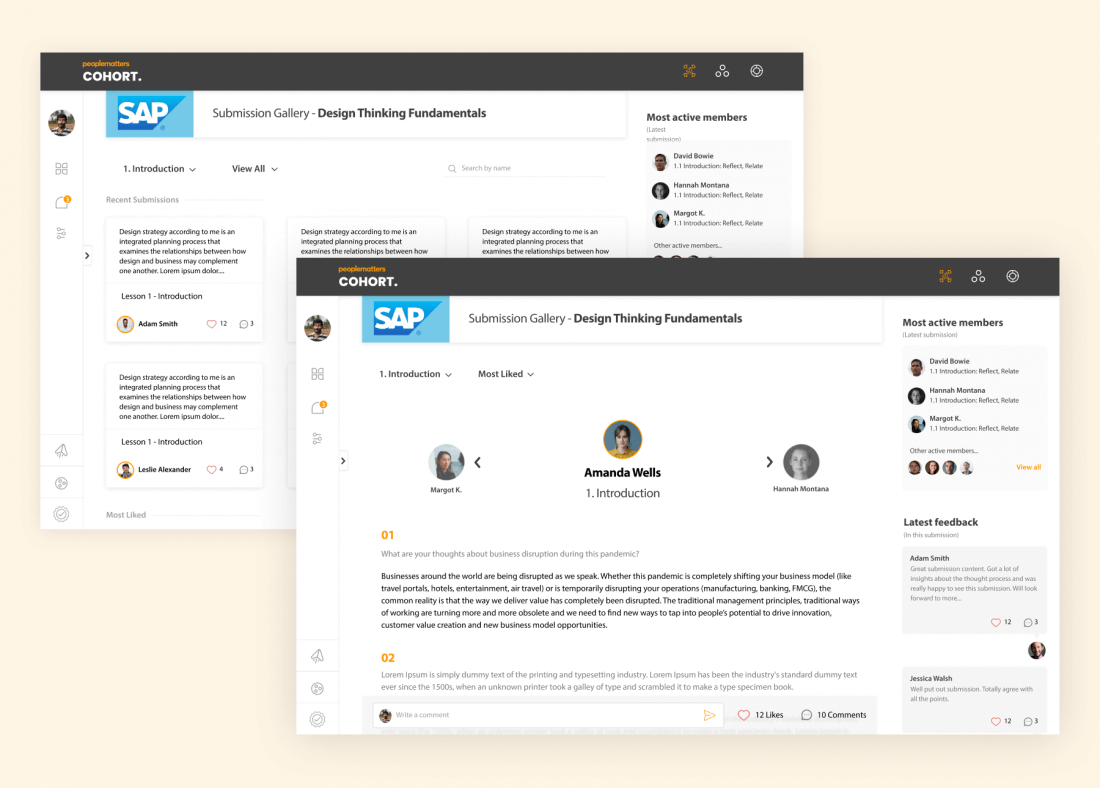 peoplematters
COHORT.
SAP
Submission Gallery - Design Thinking Fundamentals
1. Introduction
View All
Search by name
Recent Submissions
Design strategy according to me is an
integrated planning process that
examines the relationships between how
design and business may complement
one another. Lorem ipsum dolor....
Lesson 1 - Introduction
Adam Smith
12
3
Design strategy according to me is an
integrated planning process that
examines the relationships between how
Design strategy according to me is an
integrated planning process that
examines the relationships between how
Design strategy according to me is an
integrated planning process that
examines the relationships between how
design and business may complement
one another. Lorem ipsum dolor....
Lesson 1 - Introduction
Leslie Alexander
4
3
Most Liked
Most active members
(Latest
submission)
David Bowie
1.1 Introduction: Reflect, Relate
Hannah Montana
1.1 Introduction: Reflect, Relate
Margot K.
1.1 Introduction: Reflect, Relate
Other active members...
3
peoplematters
COHORT.
SAP
Submission Gallery - Design Thinking Fundamentals
1. Introduction
Most Liked
3
Margot K.
Amanda Wells
1. Introduction
Hannah Montana
01
What are your thoughts about business disruption during this pandemic?
Businesses around the world are being disrupted as we speak. Whether this pandemic is completely shifting your business model (like
travel portals, hotels, entertainment, air travel) or is temporarily disrupting your operations (manufacturing, banking, FMCG), the
common reality is that the way we deliver value has completely been disrupted. The traditional management principles, traditional ways
of working are turning more and more obsolete and we need to find new ways to tap into people's potential to drive innovation,
customer value creation and new business model opportunities.
02
Lorem Ipsum is simply dummy text of the printing and typesetting industry. Lorem Ipsum has been the industry's standard dummy text
ever since the 1500s, when an unknown printer took a galley of type and scrambled it to make a type specimen book.
Write a comment
12 Likes
10 Comments
Most active members
(Latest submission)
David Bowie
1.1 Introduction: Reflect, Relate
Hannah Montana
1.1 Introduction: Reflect, Relate
Margot K.
1.1 Introduction: Reflect, Relate
Other active members...
View all
Latest feedback
(In this submission)
Adam Smith
Great submission content. Got a lot of
insights about the thought process and was
really happy to see this submission. Will look
forward to more...
12
3
Jessica Walsh
Well put out submission. Totally agree with
all the points.
12
3